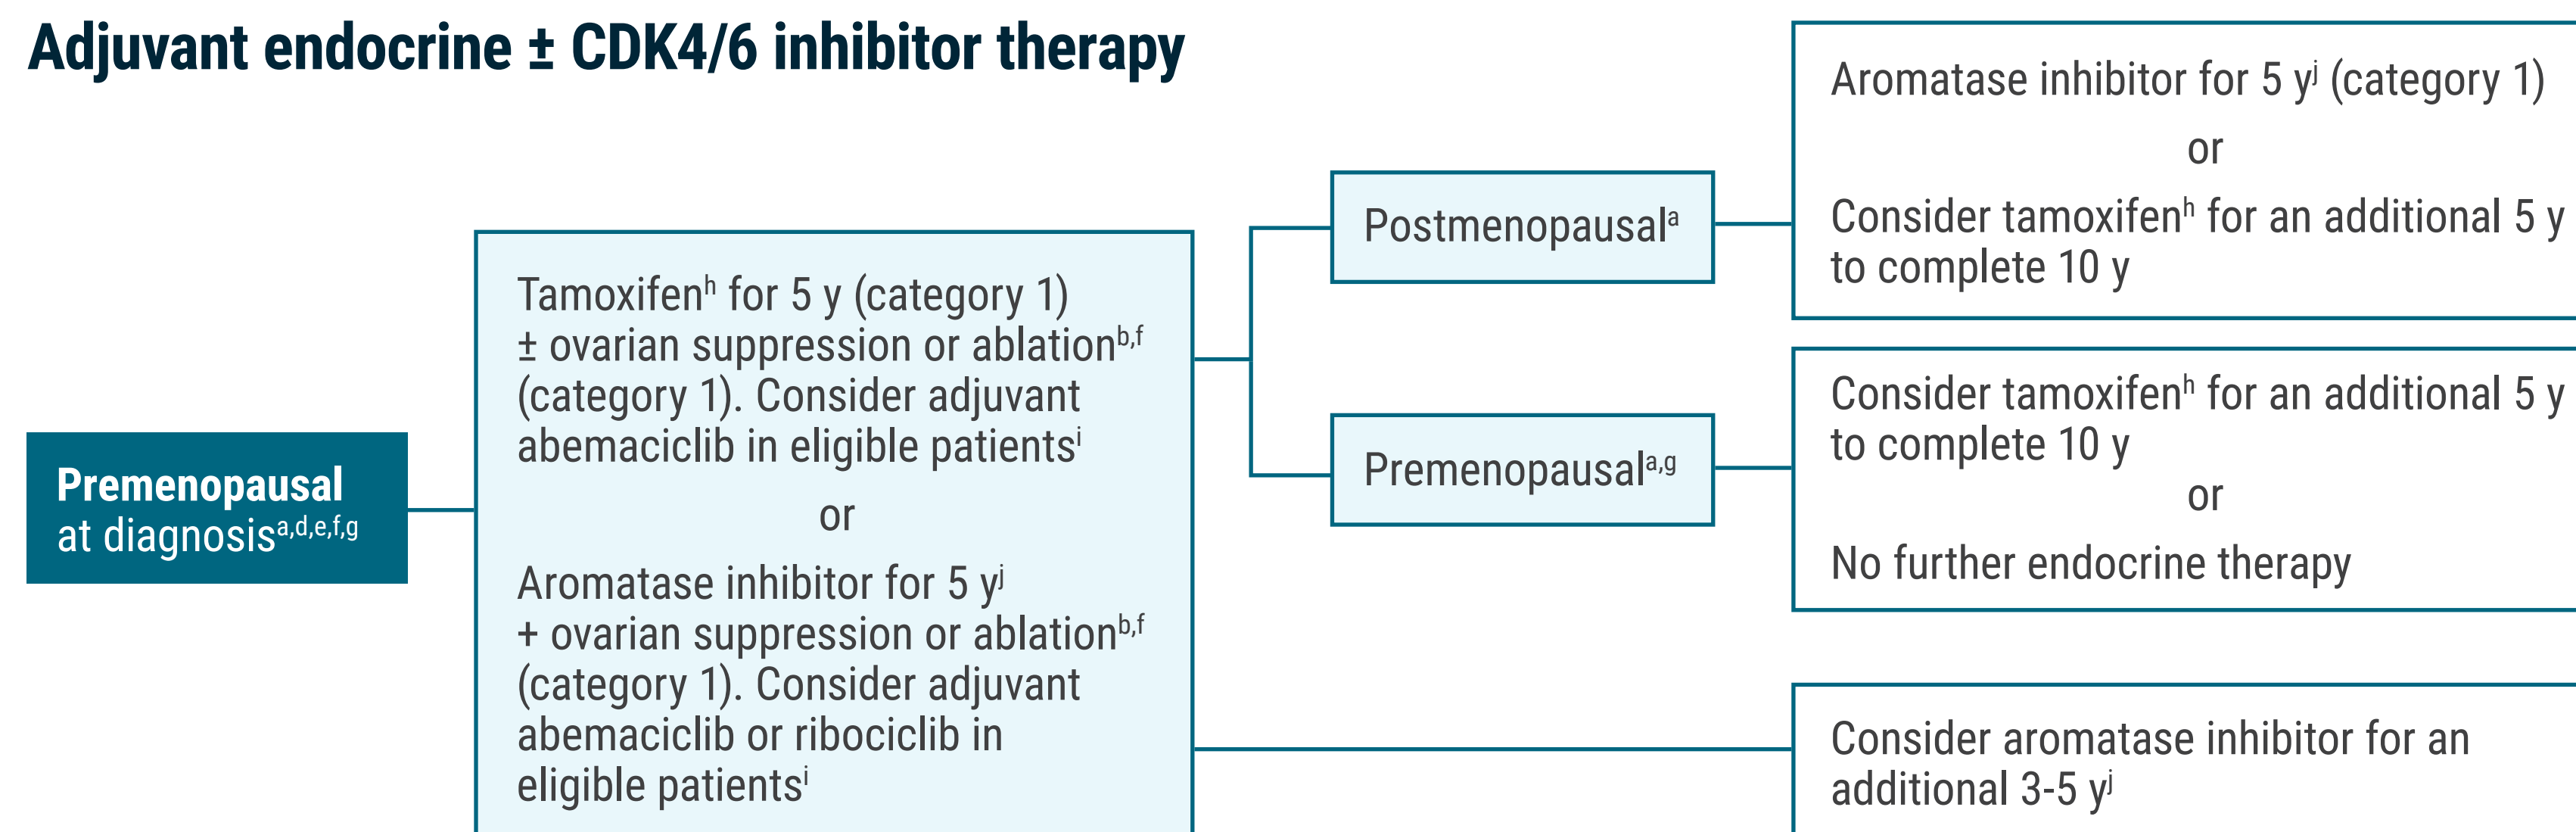 Adjuvant endocrine ± CDK4/6 inhibitor therapy
Premenopausal
at diagnosisᵃ,ᵈ,ᵉ,ᶠ,ᵍ
Tamoxifenʰ for 5 y (category 1)
± ovarian suppression or ablationᵇ,ᶠ
(category 1). Consider adjuvant
abemaciclib in eligible patientsⁱ
or
Aromatase inhibitor for 5 yʲ
+ ovarian suppression or ablationᵇ,ᶠ
(category 1). Consider adjuvant
abemaciclib or ribociclib in
eligible patientsⁱ
Postmenopausalᵃ
Aromatase inhibitor for 5 yʲ (category 1)
or
Consider tamoxifenʰ for an additional 5 y
to complete 10 y
Premenopausalᵃ,ᵍ
Consider tamoxifenʰ for an additional 5 y
to complete 10 y
or
No further endocrine therapy
Consider aromatase inhibitor for an
additional 3-5 yʲ